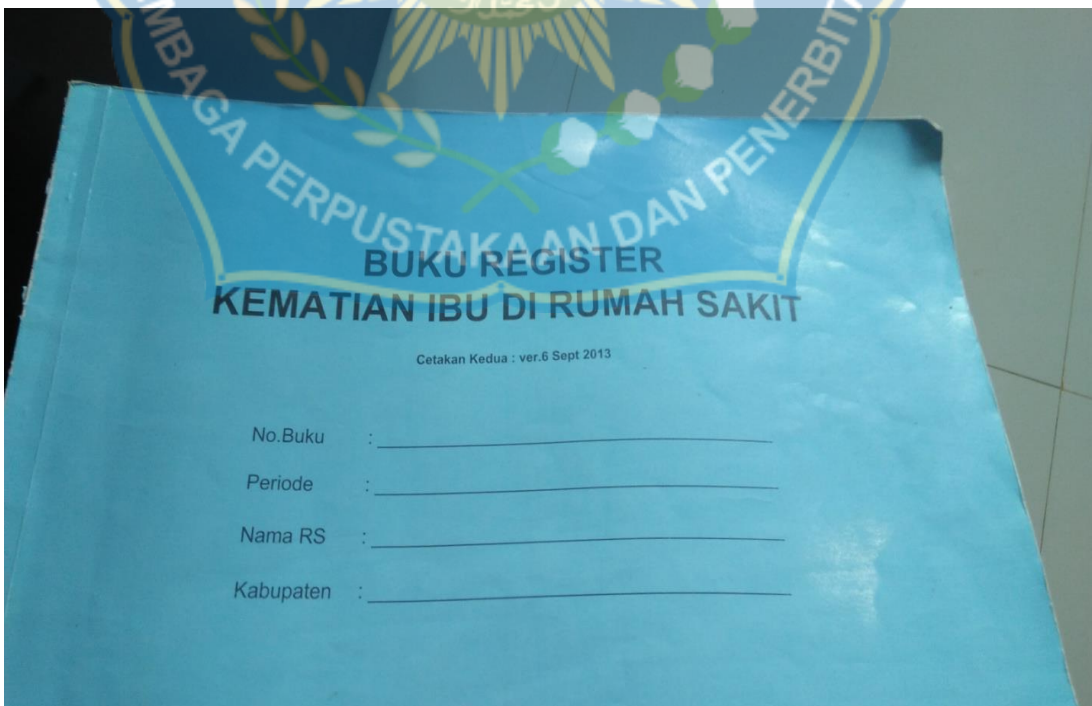 LEMBAGA PERPUSTAKAAN DAN PENERBITAN
BUKU REGISTER
KEMATIAN IBU DI RUMAH SAKIT
Cetakan Kedua : ver.6 Sept 2013
No.Buku :
Periode :
Nama RS :
Kabupaten :